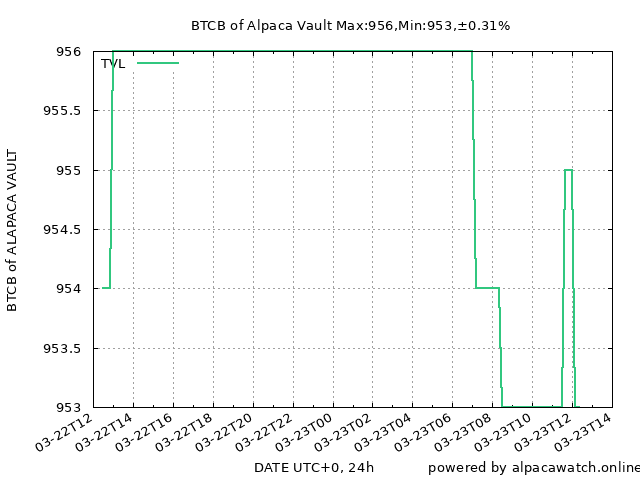 BTCB of Alpaca Vault Max:956,Min:953,±0.31%
TVL
956
955.5
955
954.5
954
953.5
953
BTCB of ALAPACA VAULT
03-22T12
03-22T14
03-22T16
03-22T18
03-22T20
03-22T22
03-23T00
03-23T02
03-23T04
03-23T06
03-23T08
03-23T10
03-23T12
03-23T14
DATE UTC+0, 24h
powered by alpacawatch.online